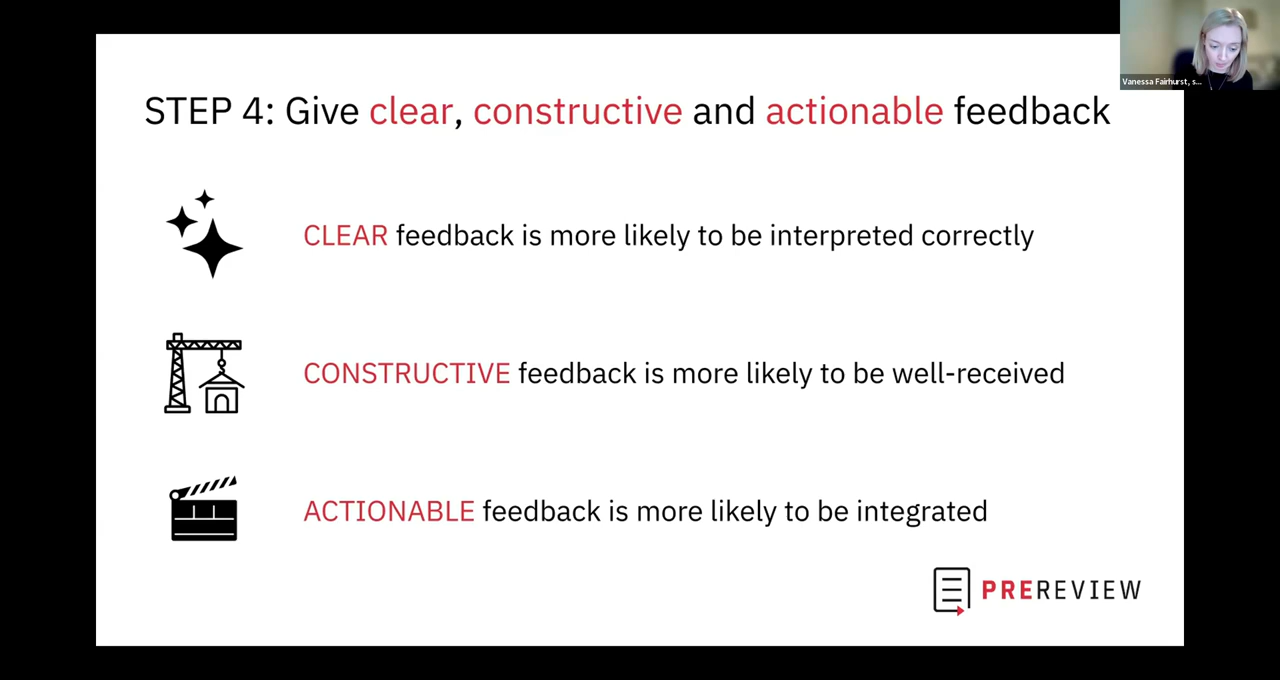 Vanessa Fairhurst, s...
STEP 4: Give clear, constructive and actionable feedback
CLEAR feedback is more likely to be interpreted correctly
CONSTRUCTIVE feedback is more likely to be well-received
ACTIONABLE feedback is more likely to be integrated
PREREVIEW